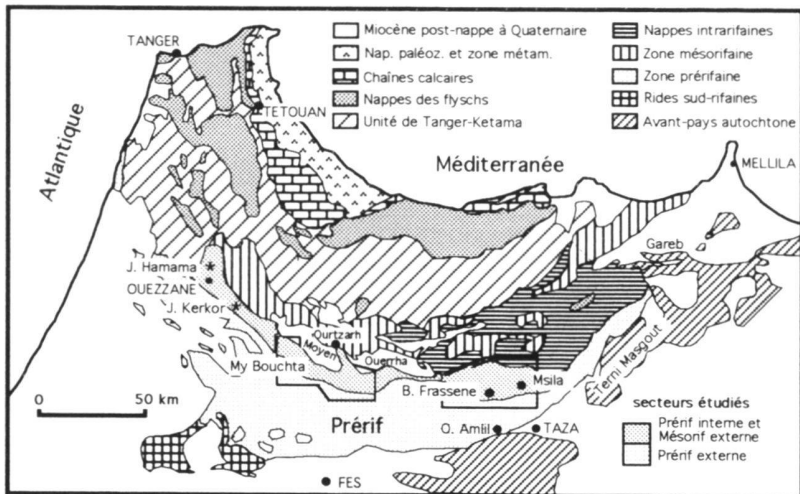 Miocène post-nappe à Quaternaire
Nap. paléoz. et zone métam.
Chaînes calcaires
Nappes des flyschs
Unité de Tanger-Ketama
Nappes intrarifaines
Zone mésorifaine
Zone prérifaine
Rides sud-rifaines
Avant-pays autochtone
TANGER
TETOUAN
Atlantique
Méditerranée
MELLILA
Gareb
J. Hamama
OUEZZANE
J. Kerkor
Ourtzarh
Moyen
Ouerrha
My Bouchta
Msila
B. Frassene
Terni Masgout
0 50 km
Prérif
O. Amlil
TAZA
FES
secteurs étudiés
Prérif interne et
Mésorif externe
Prérif externe